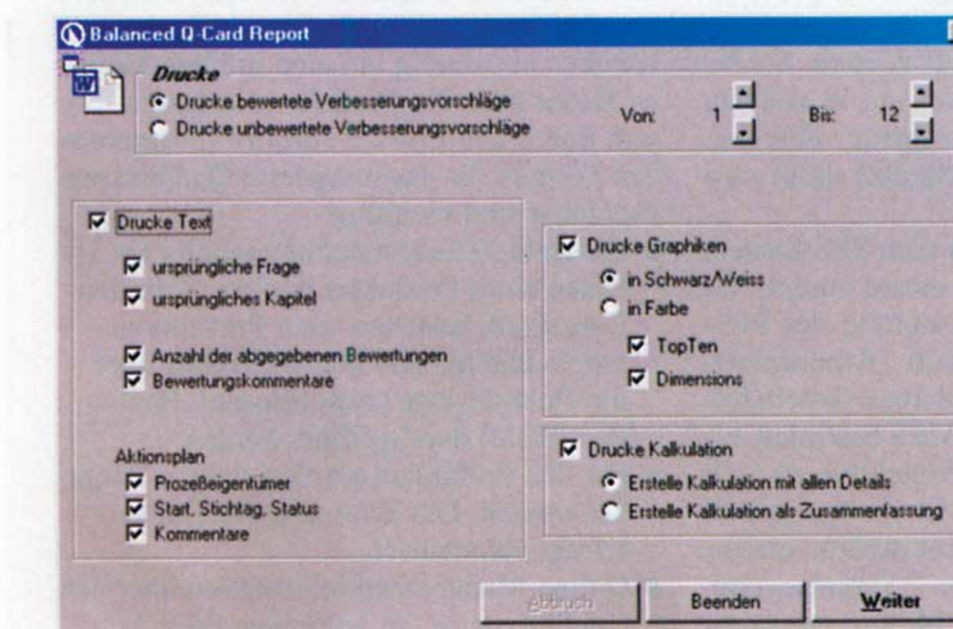 Balanced Q-Card Report
Drucke
Drucke bewertete Verbesserungsvorschläge
Drucke unbewertete Verbesserungsvorschläge
Von: 1 Bis: 12
Drucke Text
ursprüngliche Frage
ursprüngliches Kapitel
Anzahl der abgegebenen Bewertungen
Bewertungskommentare
Aktionsplan
Prozeßeigentümer
Start, Stichtag, Status
Kommentare
Drucke Graphiken
in Schwarz/Weiss
in Farbe
TopTen
Dimensions
Drucke Kalkulation
Erstelle Kalkulation mit allen Details
Erstelle Kalkulation als Zusammenfassung
Abbruch Beenden Weiter